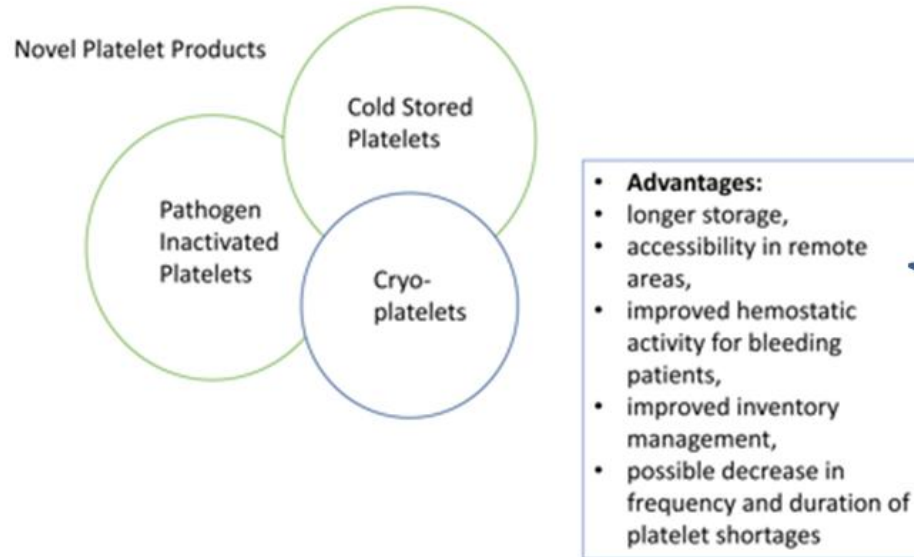 Novel Platelet Products
Cold Stored
Platelets
Pathogen
Inactivated
Platelets
Cryo-
platelets
• Advantages:
• longer storage,
• accessibility in remote
areas,
• improved hemostatic
activity for bleeding
patients,
• improved inventory
management,
• possible decrease in
frequency and duration of
platelet shortages